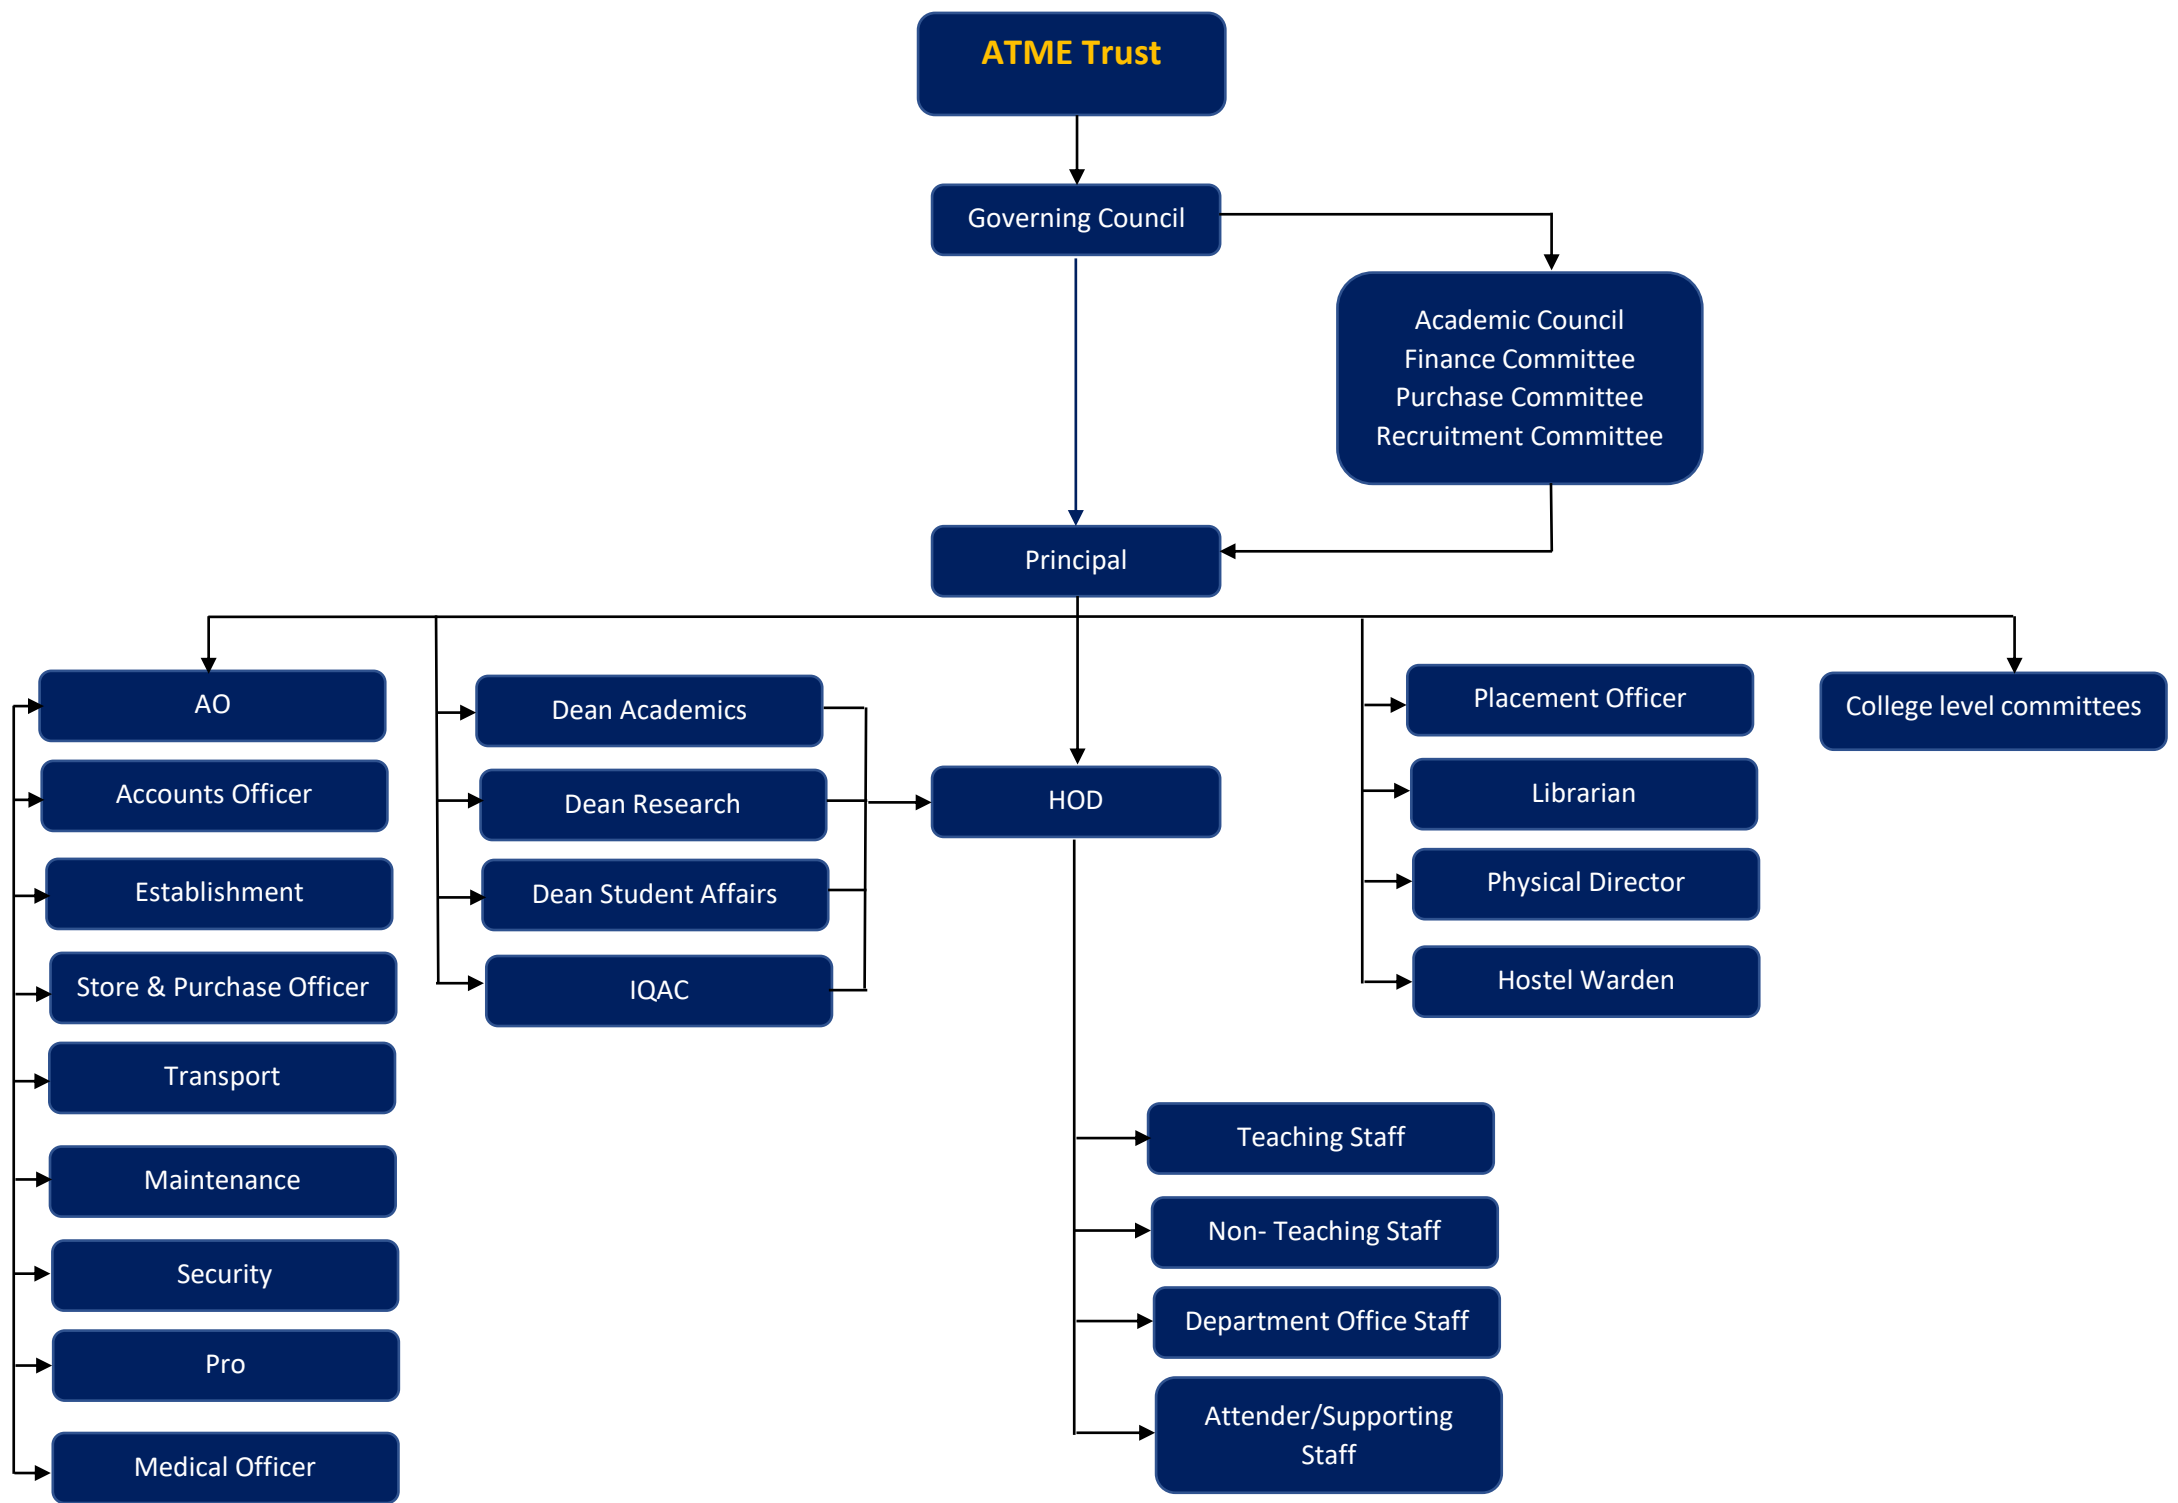 ATME Trust
Governing Council
Academic Council
Finance Committee
Purchase Committee
Recruitment Committee
Principal
AO
Accounts Officer
Establishment
Store & Purchase Officer
Transport
Maintenance
Security
Pro
Medical Officer
Dean Academics
Dean Research
Dean Student Affairs
IQAC
HOD
Teaching Staff
Non- Teaching Staff
Department Office Staff
Attender/Supporting
Staff
Placement Officer
Librarian
Physical Director
Hostel Warden
College level committees